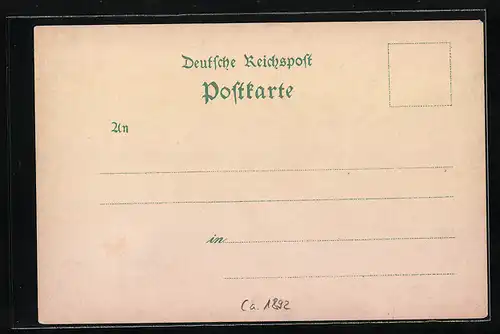 Deutsche Reichspost
Postkarte
An
in
Ca. 1892